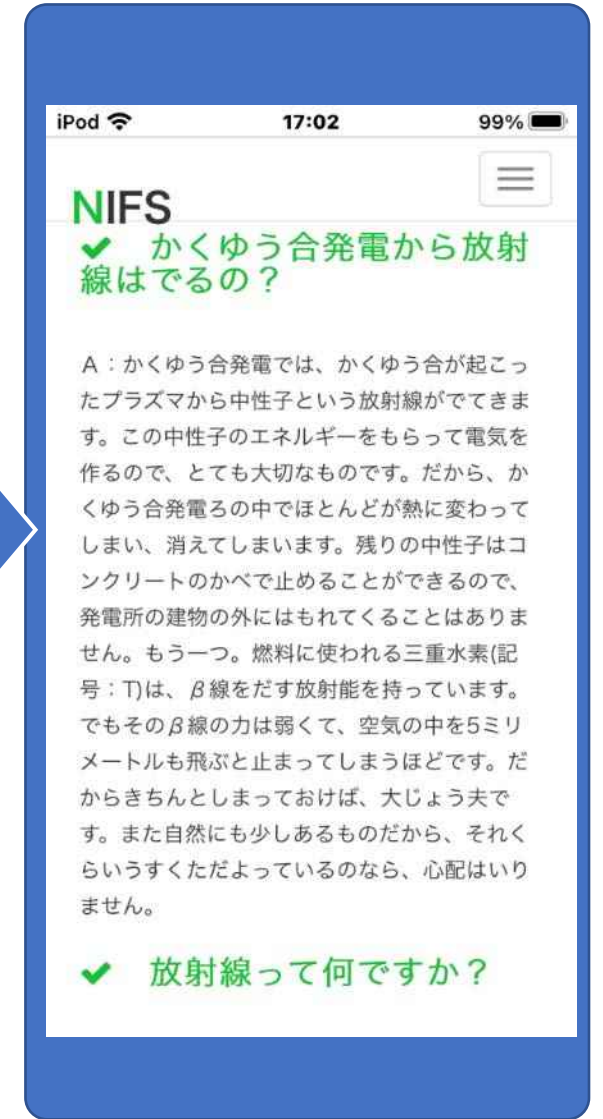 iPod 17:02 99%
NIFS
✔ かくゆう合発電から放射
線はでるの？
A：かくゆう合発電では、かくゆう合が起こっ
たプラズマから中性子という放射線がでてきま
す。この中性子のエネルギーをもらって電気を
作るので、とても大切なものです。だから、か
くゆう合発電ろの中でほとんどが熱に変わって
しまい、消えてしまいます。残りの中性子はコ
ンクリートのかべで止めることができるので、
発電所の建物の外にはもれてくることはありま
せん。もう一つ。燃料に使われる三重水素(記
号：T)は、β線をだす放射能を持っています。
でもそのβ線の力は弱くて、空気の中を5ミリ
メートルも飛ぶと止まってしまうほどです。だ
からきちんとしまっておけば、大じょう夫で
す。また自然にも少しあるものだから、それく
らいうすくただよっているのなら、心配はいり
ません。
✔ 放射線って何ですか？